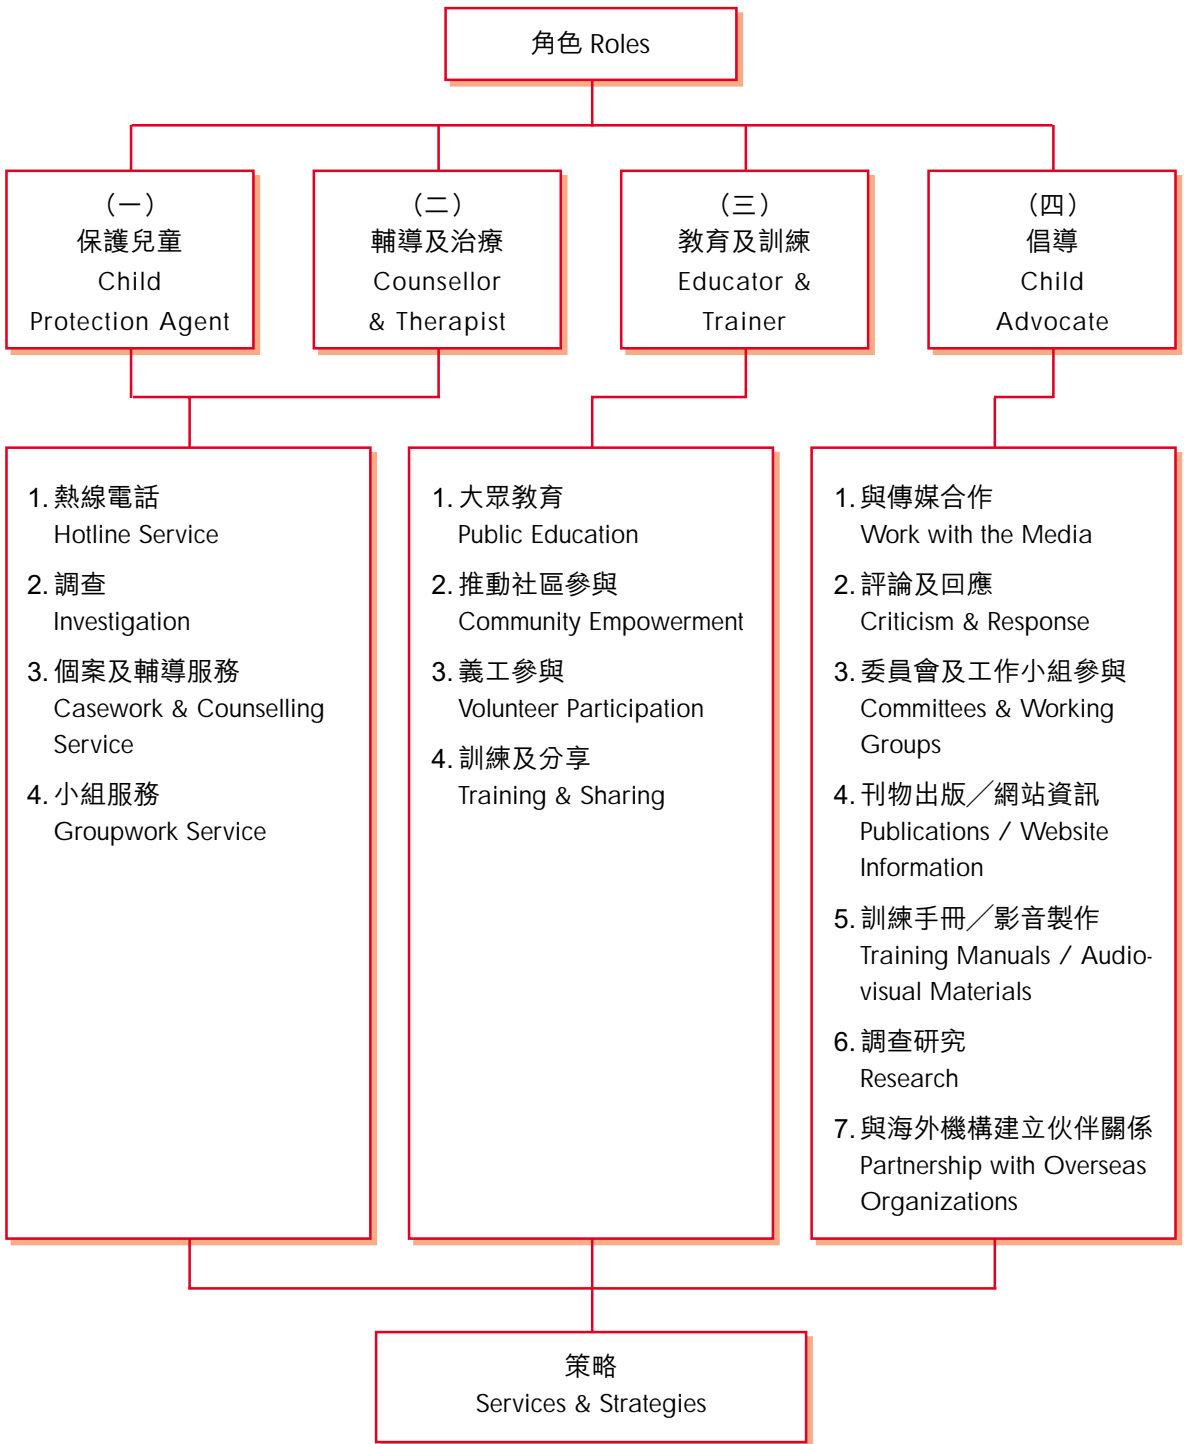 角色 Roles
（一）
保護兒童
Child
Protection Agent
（二）
輔導及治療
Counsellor
& Therapist
（三）
教育及訓練
Educator &
Trainer
（四）
倡導
Child
Advocate
1. 熱線電話
Hotline Service
2. 調查
Investigation
3. 個案及輔導服務
Casework & Counselling
Service
4. 小組服務
Groupwork Service
1. 大眾教育
Public Education
2. 推動社區參與
Community Empowerment
3. 義工參與
Volunteer Participation
4. 訓練及分享
Training & Sharing
1. 與傳媒合作
Work with the Media
2. 評論及回應
Criticism & Response
3. 委員會及工作小組參與
Committees & Working
Groups
4. 刊物出版／網站資訊
Publications / Website
Information
5. 訓練手冊／影音製作
Training Manuals / Audio-
visual Materials
6. 調查研究
Research
7. 與海外機構建立伙伴關係
Partnership with Overseas
Organizations
策略
Services & Strategies